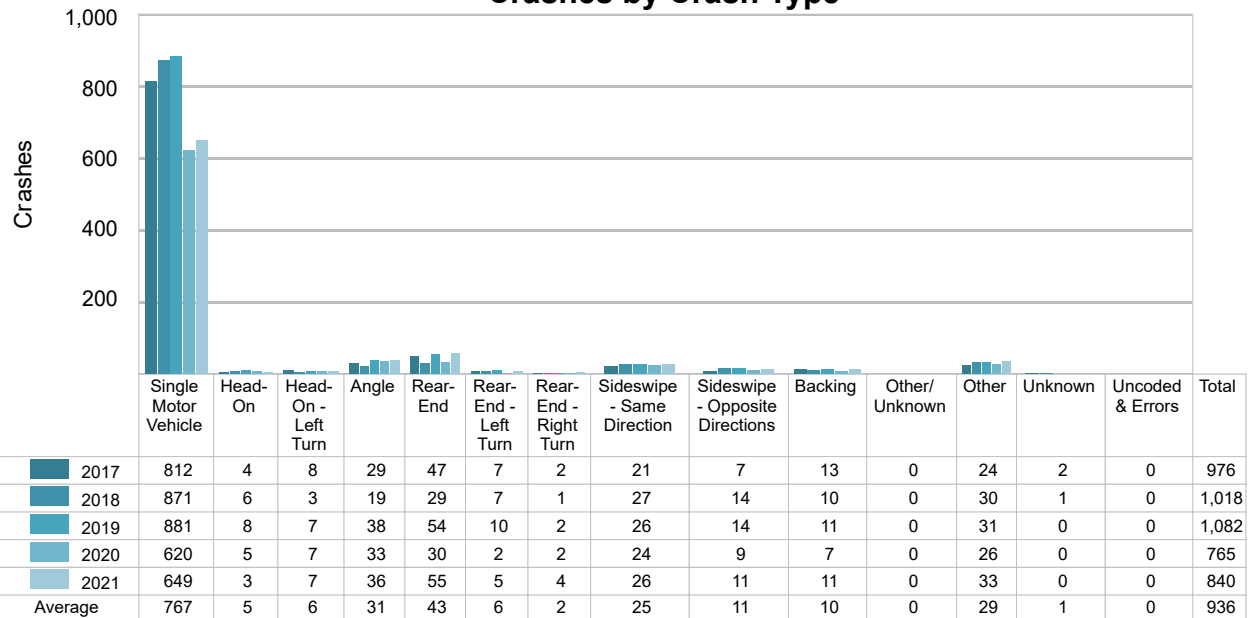 Crashes by Crash Type
1,000
800
600
400
200
Crashes
Single Motor Vehicle
Head-On
Head-On - Left Turn
Angle
Rear-End
Rear-End - Left Turn
Rear-End - Right Turn
Sideswipe - Same Direction
Sideswipe - Opposite Directions
Backing
Other/ Unknown
Other
Unknown
Uncoded & Errors
Total
2017 812 4 8 29 47 7 2 21 7 13 0 24 2 0 976
2018 871 6 3 19 29 7 1 27 14 10 0 30 1 0 1,018
2019 881 8 7 38 54 10 2 26 14 11 0 31 0 0 1,082
2020 620 5 7 33 30 2 2 24 9 7 0 26 0 0 765
2021 649 3 7 36 55 5 4 26 11 11 0 33 0 0 840
Average 767 5 6 31 43 6 2 25 11 10 0 29 1 0 936